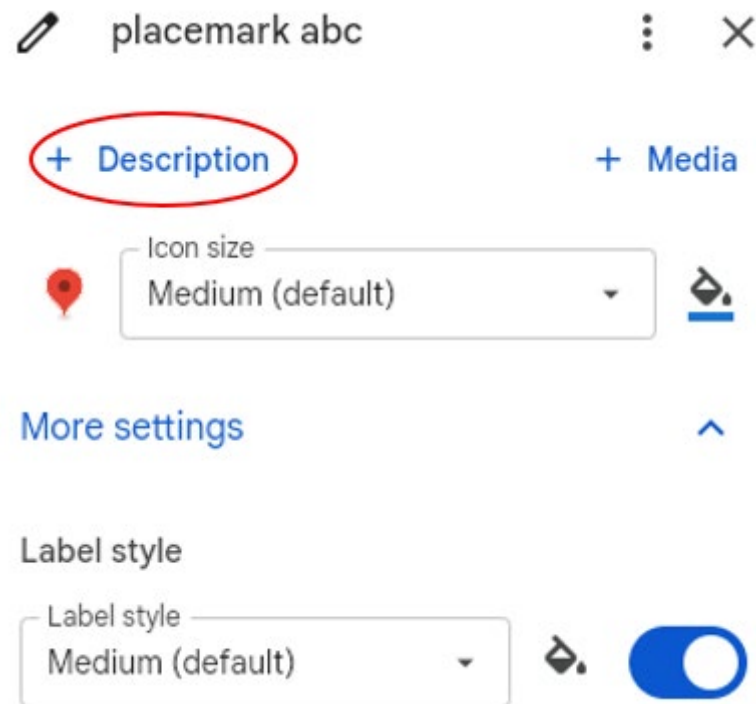 placemark abc
+ Description
+ Media
Icon size
Medium (default)
More settings
Label style
Label style
Medium (default)